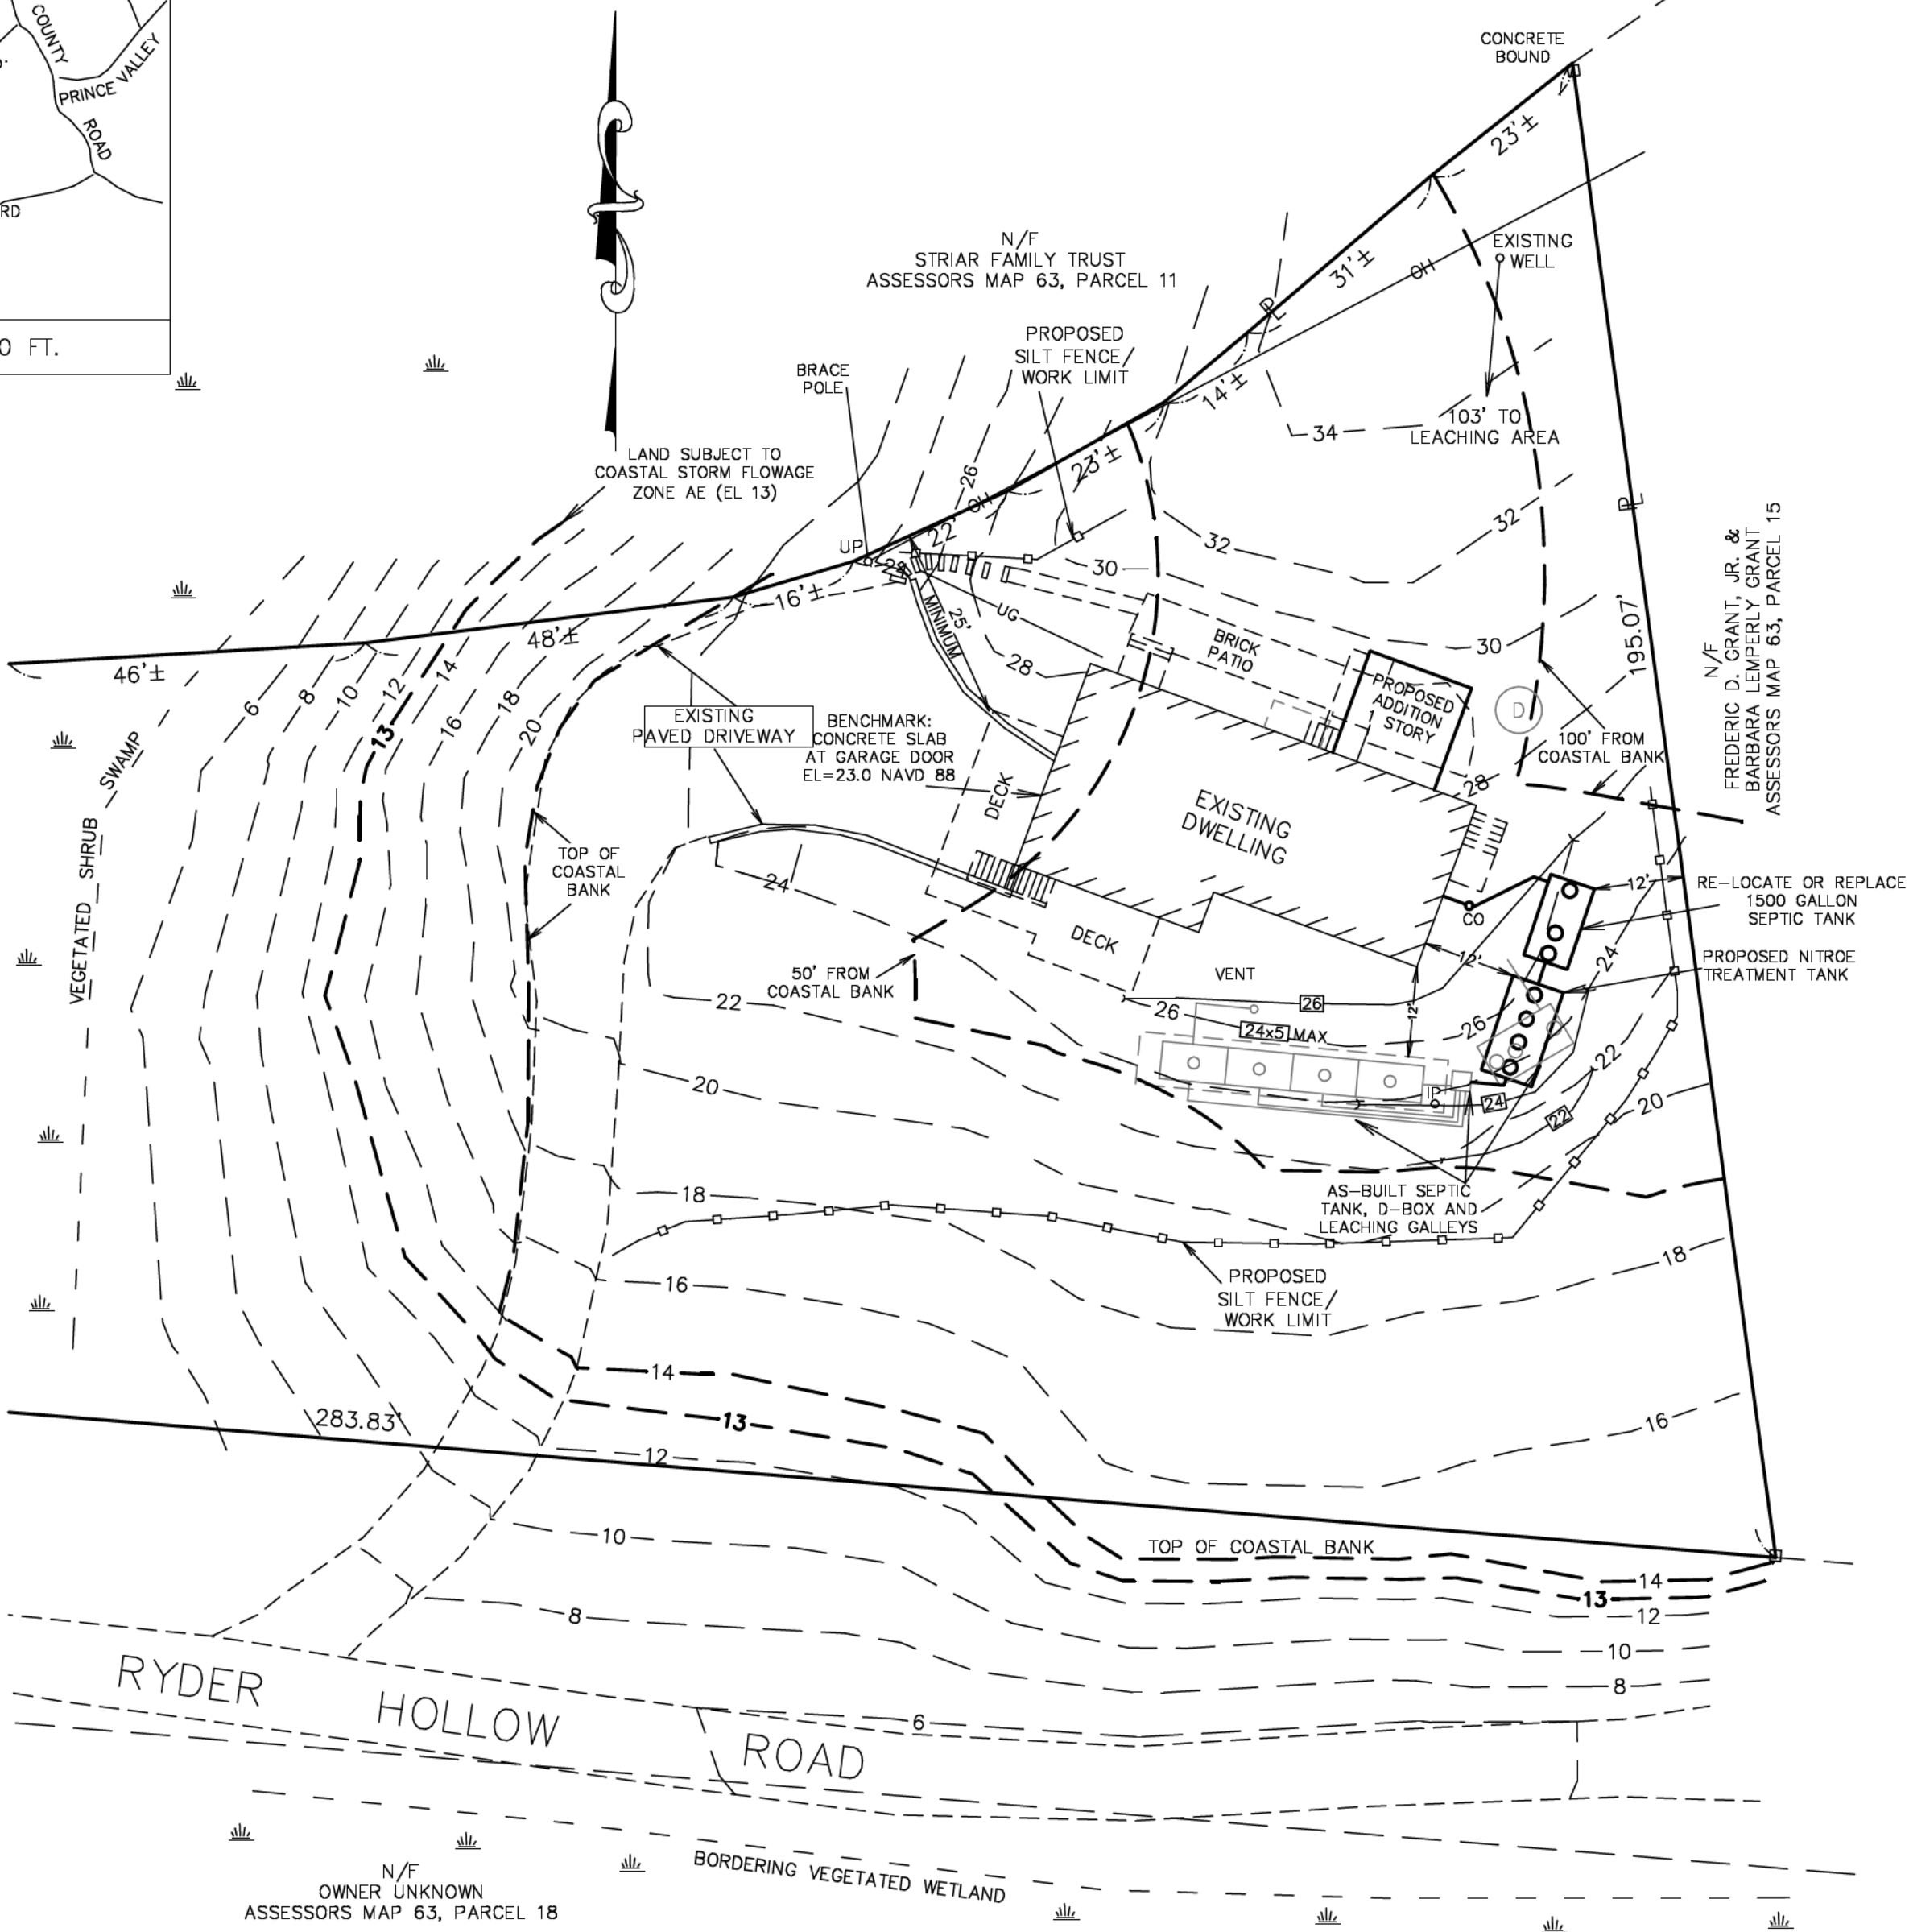 COUNTY
PRINCE VALLEY
ROAD
RD
0 FT.
CONCRETE
BOUND
23'±
N/F
STRIAR FAMILY TRUST
ASSESSORS MAP 63, PARCEL 11
31'±
OH
EXISTING
WELL
PL
PROPOSED
SILT FENCE/
WORK LIMIT
BRACE
POLE
14'±
34
103' TO
LEACHING AREA
LAND SUBJECT TO
COASTAL STORM FLOWAGE
ZONE AE (EL 13)
26
23'±
OH
PL
22'
UP
32
32
30
16'±
48'±
46'±
UG
MINIMUM
25'
28
BRICK
PATIO
30
195.07'
N/F
FREDERIC D. GRANT, JR. &
BARBARA LEMPERLY GRANT
ASSESSORS MAP 63, PARCEL 15
PROPOSED
ADDITION
1 STORY
D
6
8
10
12
14
13
16
18
20
EXISTING
PAVED DRIVEWAY
BENCHMARK:
CONCRETE SLAB
AT GARAGE DOOR
EL=23.0 NAVD 88
100' FROM
COASTAL BANK
28
SWAMP
VEGETATED SHRUB
DECK
EXISTING
DWELLING
TOP OF
COASTAL
BANK
24
12'
RE-LOCATE OR REPLACE
1500 GALLON
SEPTIC TANK
CO
DECK
12'
24
PROPOSED NITROE
TREATMENT TANK
50' FROM
COASTAL BANK
VENT
22
26
26
12'
26
24x5 MAX
22
20
IP
24
22
20
18
AS-BUILT SEPTIC
TANK, D-BOX AND
LEACHING GALLEYS
18
16
PROPOSED
SILT FENCE/
WORK LIMIT
14
283.83'
13
16
12
10
TOP OF COASTAL BANK
14
13
12
8
10
8
6
RYDER HOLLOW ROAD
BORDERING VEGETATED WETLAND
N/F
OWNER UNKNOWN
ASSESSORS MAP 63, PARCEL 18